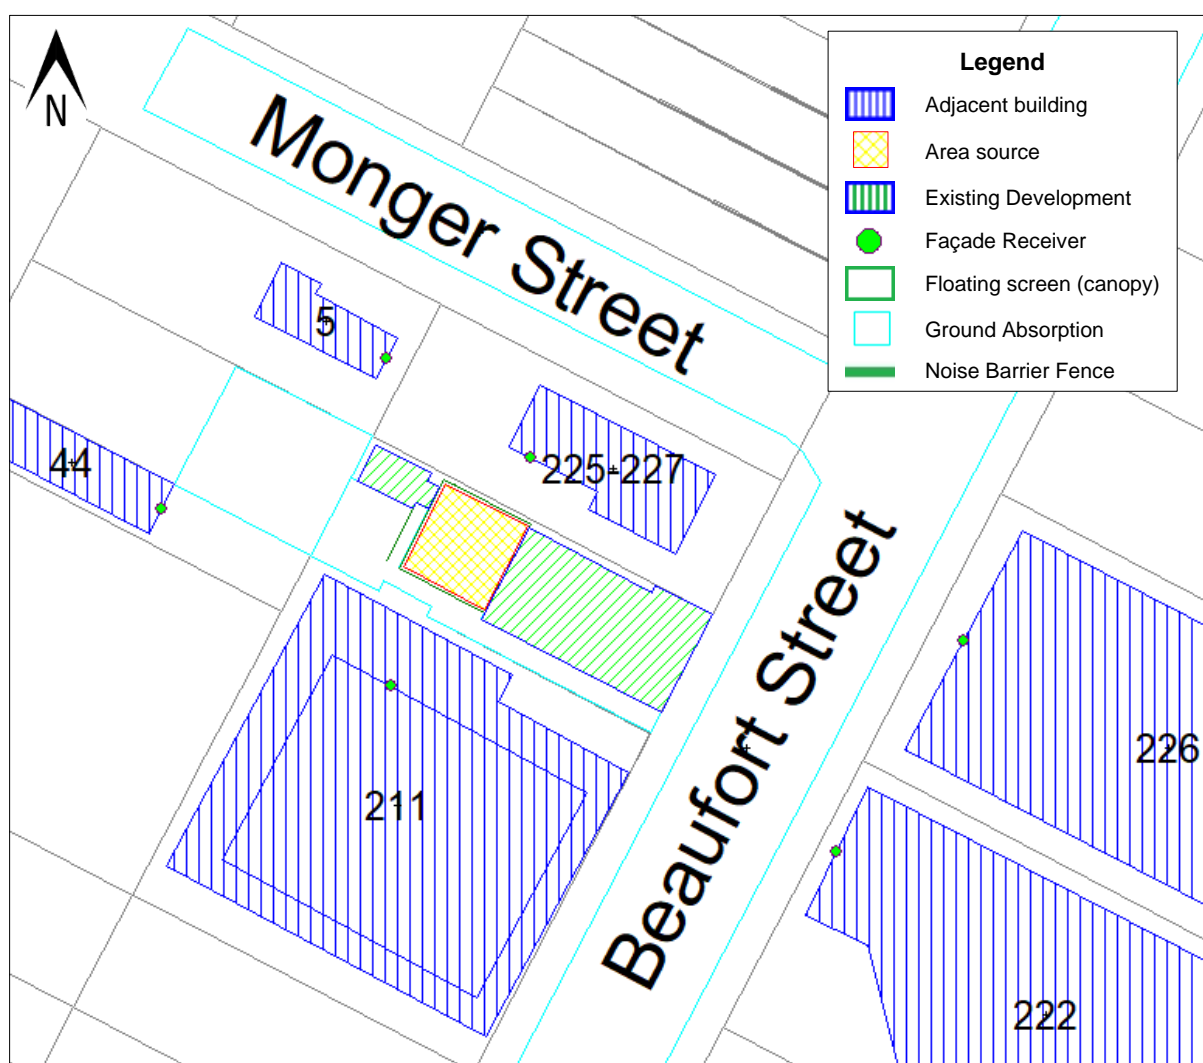 N
Monger Street
Legend
Adjacent building
Area source
Existing Development
Façade Receiver
Floating screen (canopy)
Ground Absorption
Noise Barrier Fence
5
44
225-227
Beaufort Street
226
211
222